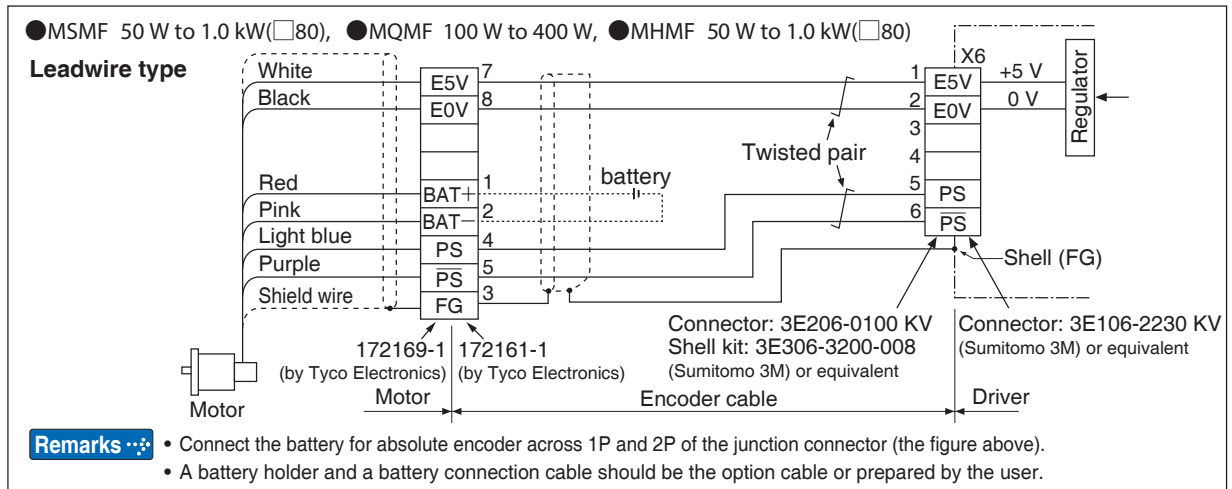 ●MSMF 50 W to 1.0 kW(□80), ●MQMF 100 W to 400 W, ●MHMF 50 W to 1.0 kW(□80)
Leadwire type
White
Black
Red
Pink
Light blue
Purple
Shield wire
Motor
E5V
E0V
BAT+
BAT−
PS
P̅S̅
FG
7
8
1
2
4
5
3
battery
Twisted pair
1
2
3
4
5
6
X6
E5V
E0V
PS
P̅S̅
+5 V
0 V
Regulator
Shell (FG)
172169-1
(by Tyco Electronics)
172161-1
(by Tyco Electronics)
Connector: 3E206-0100 KV
Shell kit: 3E306-3200-008
(Sumitomo 3M) or equivalent
Connector: 3E106-2230 KV
(Sumitomo 3M) or equivalent
Motor
Encoder cable
Driver
Remarks
• Connect the battery for absolute encoder across 1P and 2P of the junction connector (the figure above).
• A battery holder and a battery connection cable should be the option cable or prepared by the user.